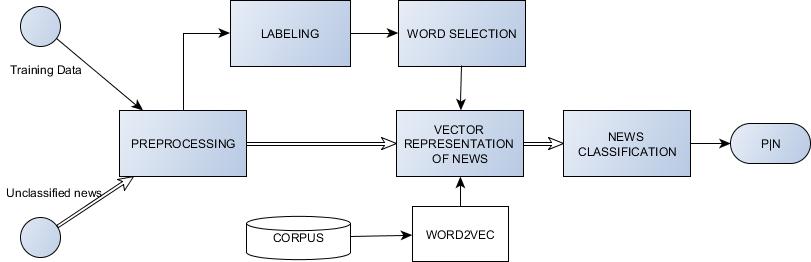 LABELING
WORD SELECTION
Training Data
PREPROCESSING
VECTOR
REPRESENTATION
OF NEWS
NEWS
CLASSIFICATION
P|N
Unclassified news
CORPUS
WORD2VEC